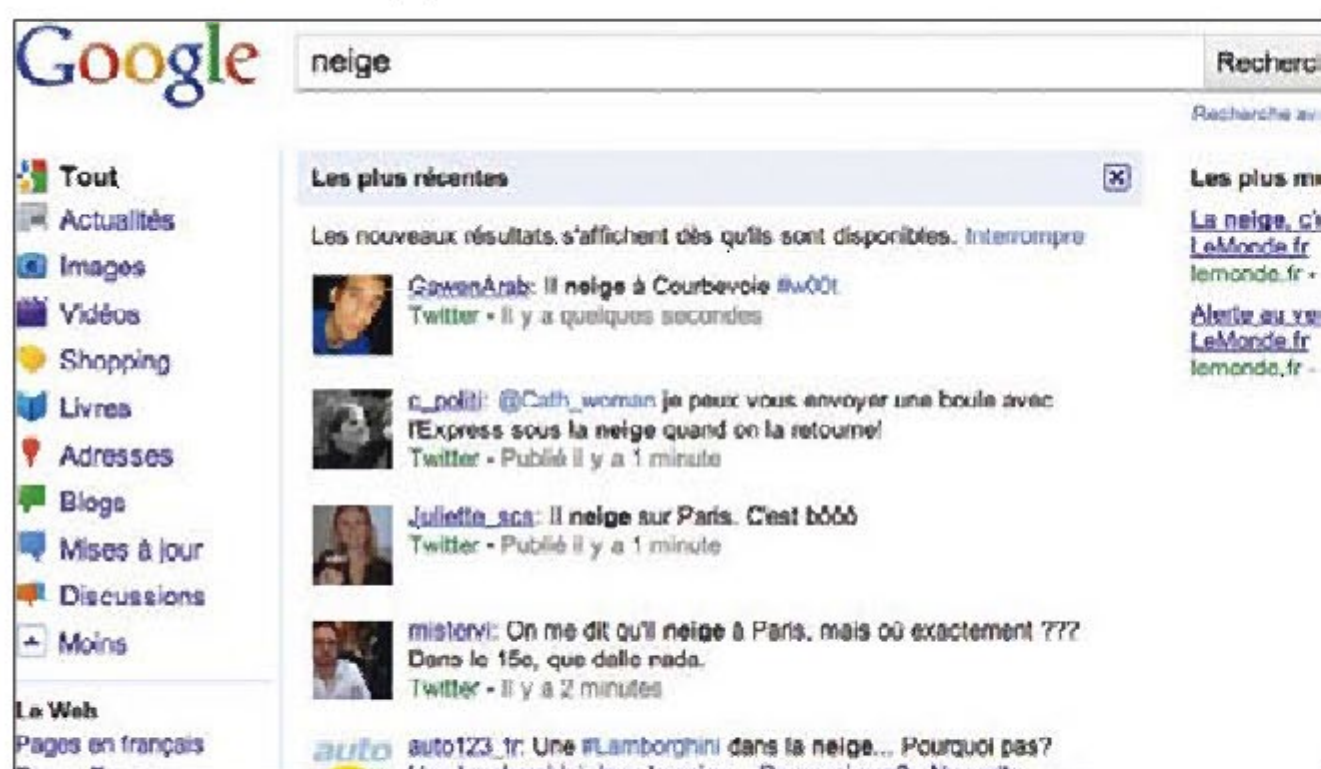 Google
neige
Recherc
Recherche av
Tout
Actualités
Images
Vidéos
Shopping
Livres
Adresses
Blogs
Mises à jour
Discussions
Moins
Le Web
Pages en français
Les plus récentes
Les nouveaux résultats s'affichent dès qu'ils sont disponibles. Interrompre
GawenArab: Il neige à Courbevoie #w00t
Twitter - Il y a quelques secondes
c_politi: @Cath_woman je peux vous envoyer une boule avec
l'Express sous la neige quand on la retourne!
Twitter - Publié il y a 1 minute
Juliette_sca: Il neige sur Paris. C'est bôôô
Twitter - Publié il y a 1 minute
mistervi: On me dit qu'il neige à Paris, mais où exactement ???
Dans le 15e, que dalle nada.
Twitter - Il y a 2 minutes
auto
auto123_fr: Une #Lamborghini dans la neige... Pourquoi pas?
Les plus
La neige, c'
LeMonde.fr
lemonde.fr -
Alerte au
LeMonde.fr
lemonde.fr -